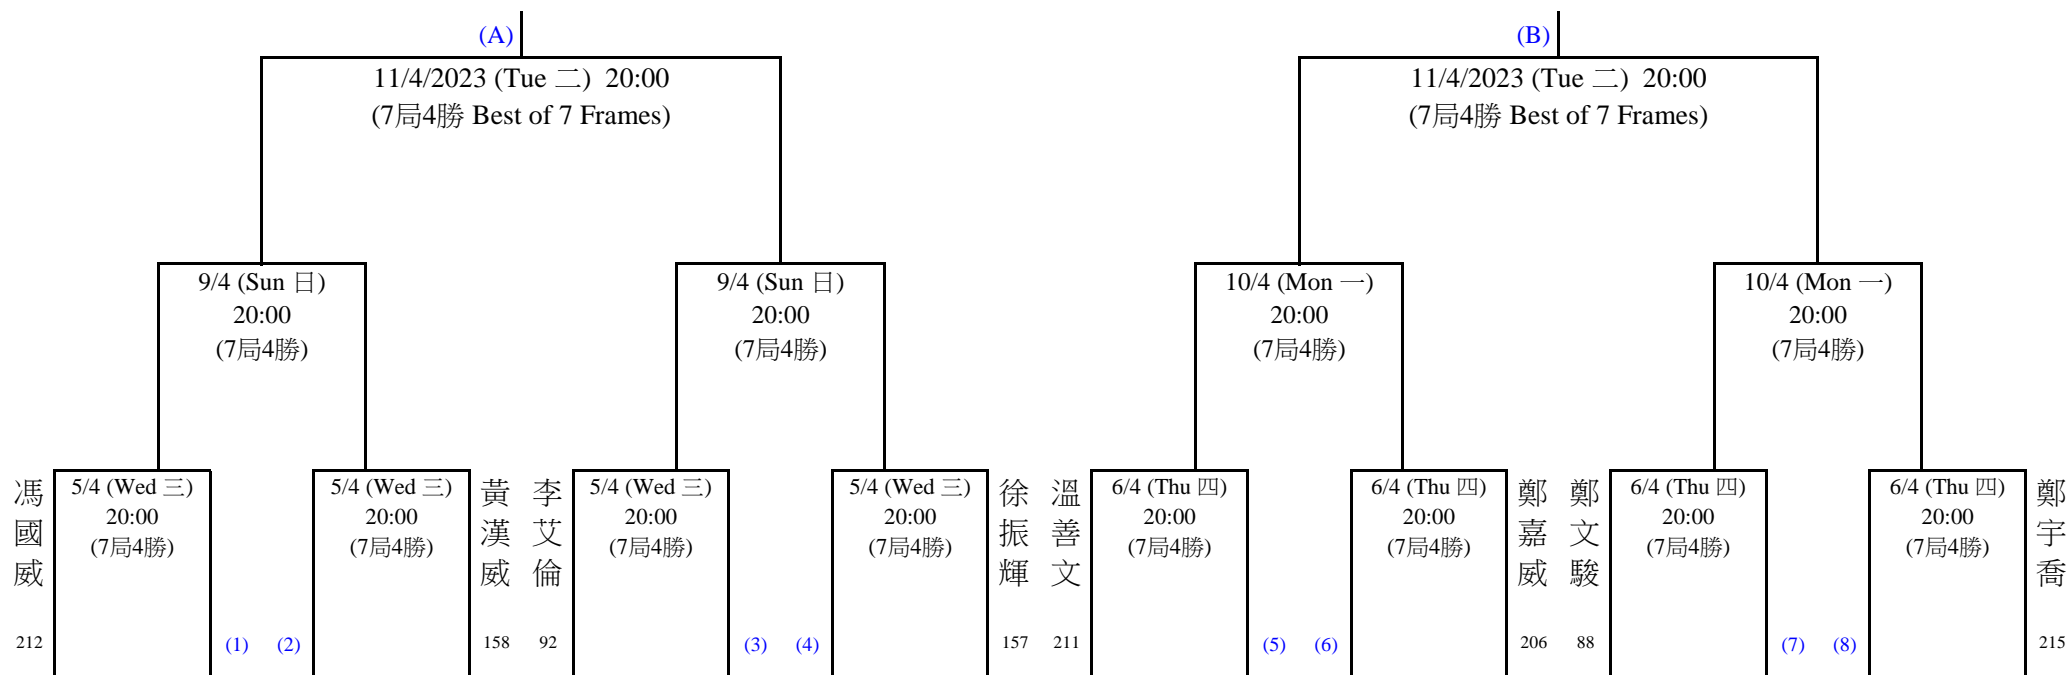 (A)
11/4/2023 (Tue 二) 20:00
(7局4勝 Best of 7 Frames)
(B)
11/4/2023 (Tue 二) 20:00
(7局4勝 Best of 7 Frames)
9/4 (Sun 日)
20:00
(7局4勝)
9/4 (Sun 日)
20:00
(7局4勝)
10/4 (Mon 一)
20:00
(7局4勝)
10/4 (Mon 一)
20:00
(7局4勝)
馮國威
212
5/4 (Wed 三)
20:00
(7局4勝)
(1)
(2)
5/4 (Wed 三)
20:00
(7局4勝)
黃漢威
158
李艾倫
92
5/4 (Wed 三)
20:00
(7局4勝)
(3)
(4)
5/4 (Wed 三)
20:00
(7局4勝)
徐振輝
157
溫善文
211
6/4 (Thu 四)
20:00
(7局4勝)
(5)
(6)
6/4 (Thu 四)
20:00
(7局4勝)
鄭嘉威
206
鄭文駿
88
6/4 (Thu 四)
20:00
(7局4勝)
(7)
(8)
6/4 (Thu 四)
20:00
(7局4勝)
鄭宇喬
215